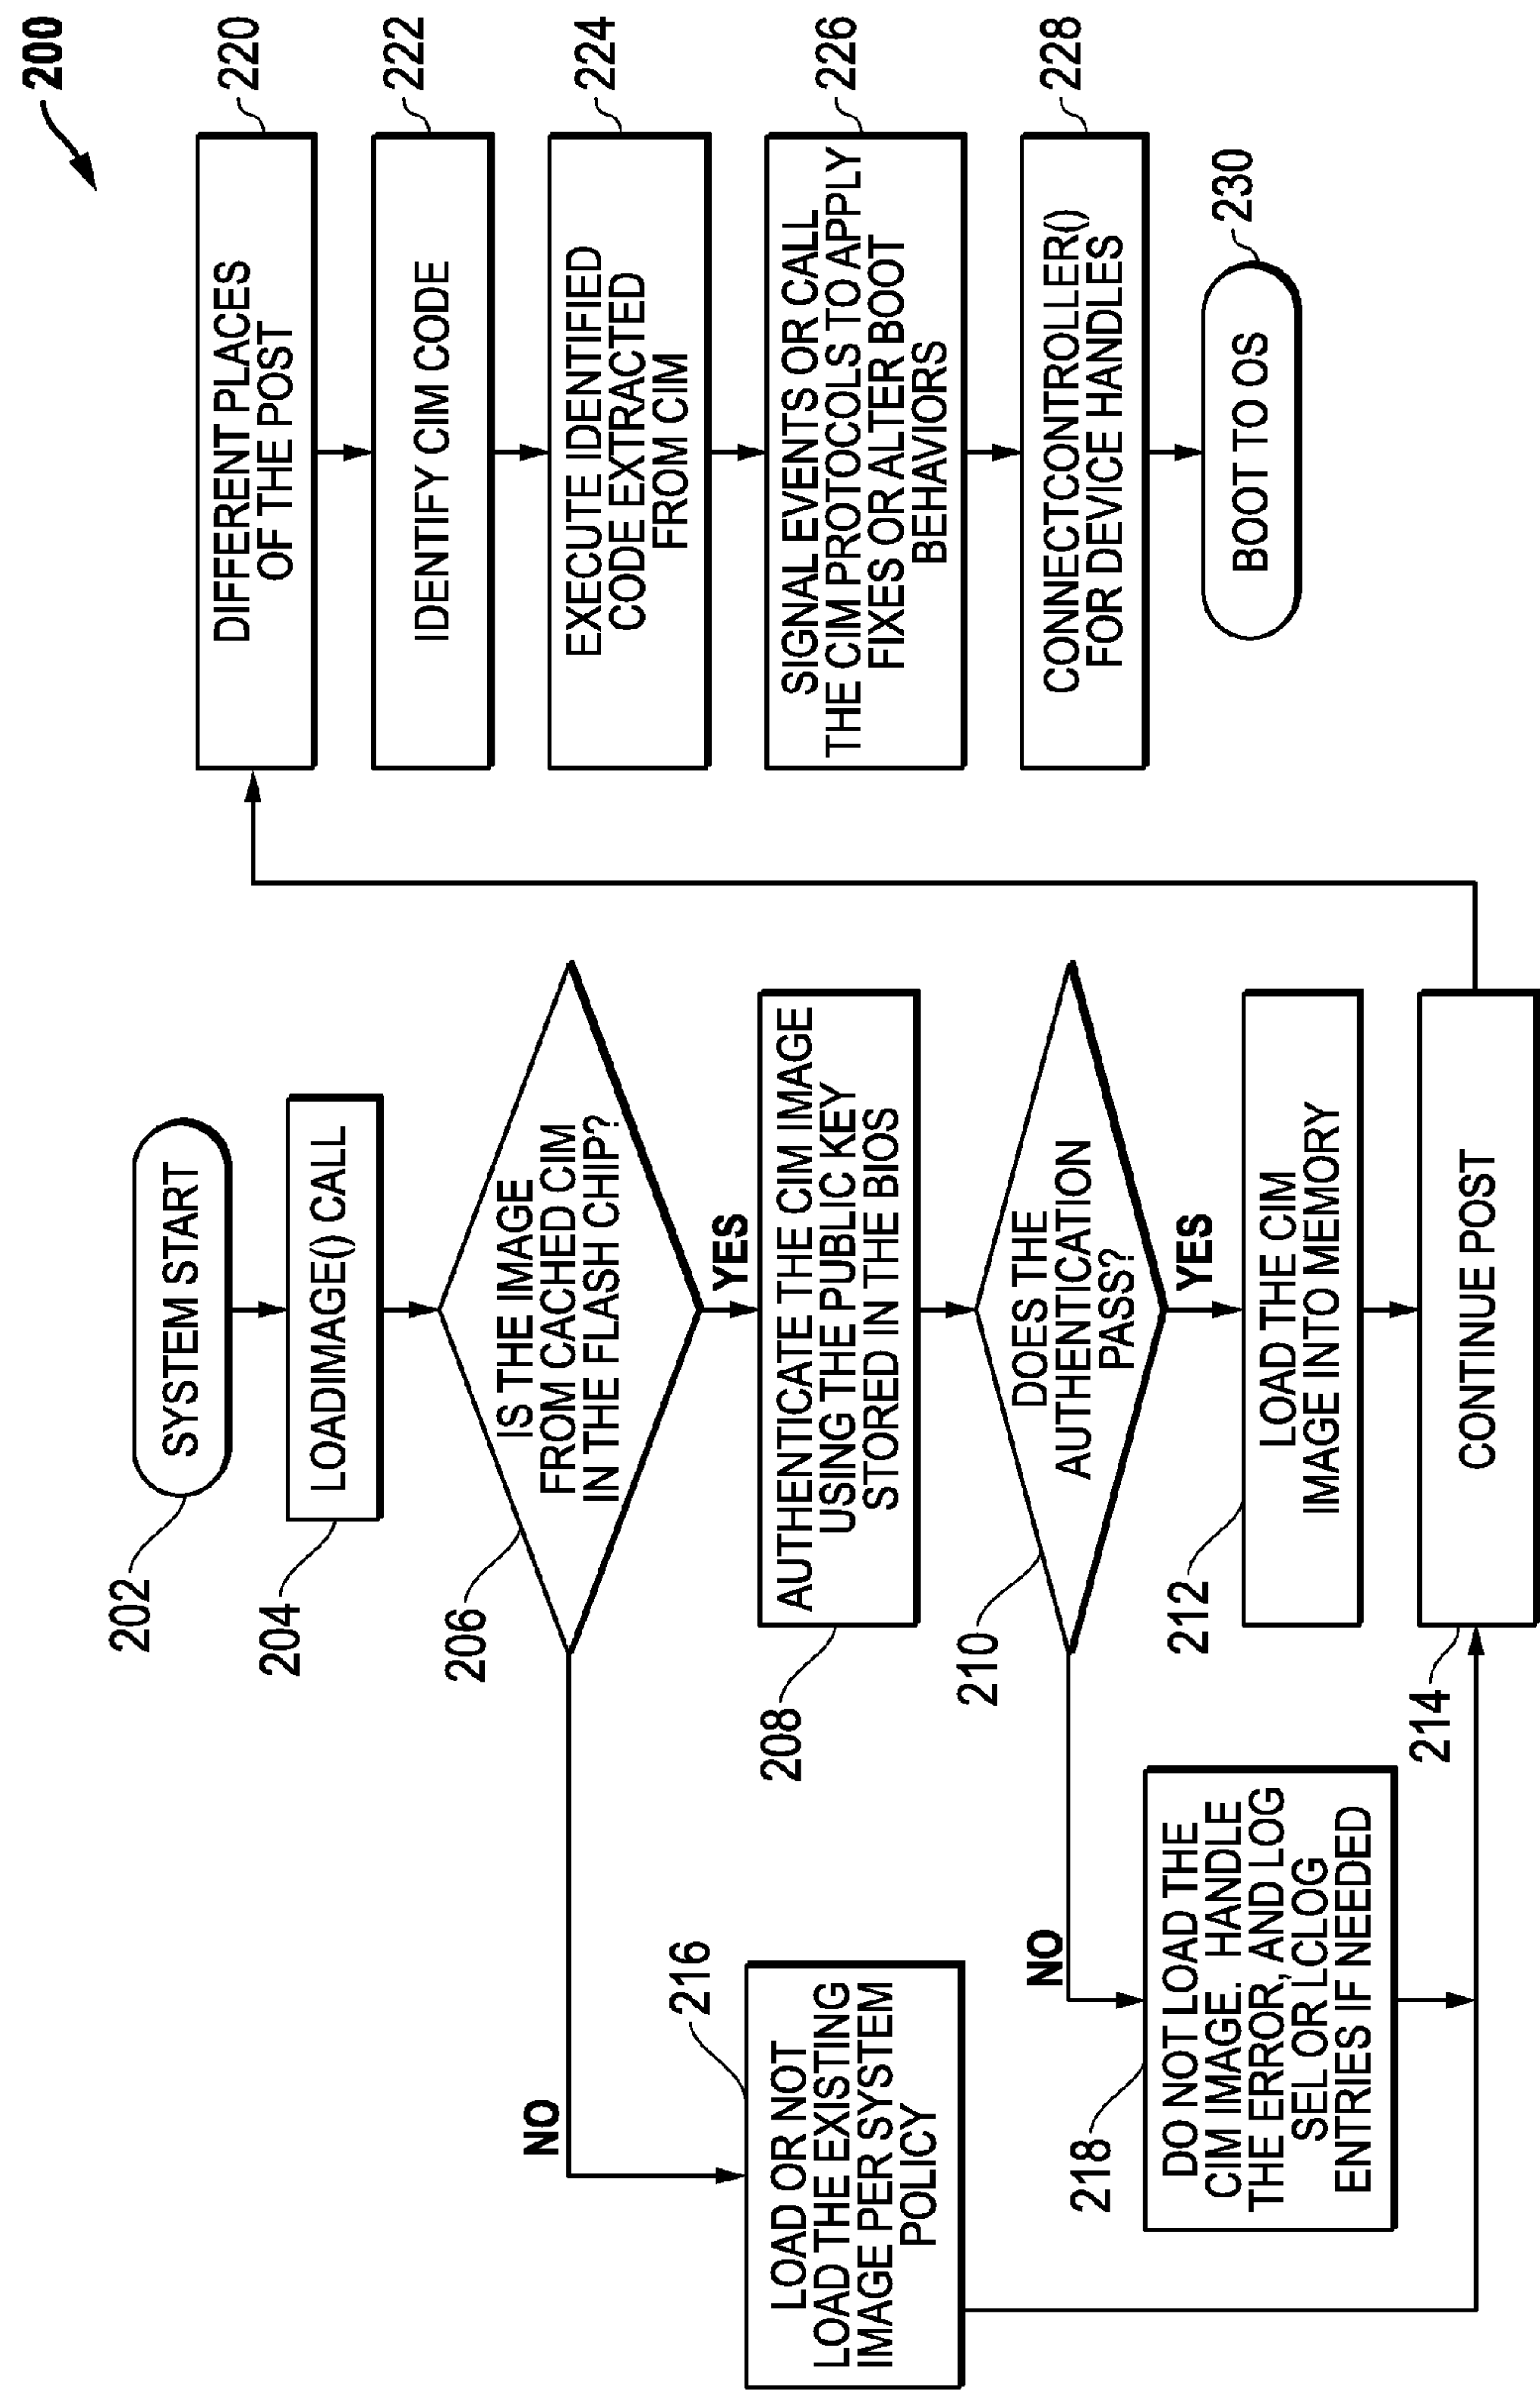 200
SYSTEM START
202
LOADIMAGE() CALL
204
IS THE IMAGE
FROM CACHED CIM
IN THE FLASH CHIP?
206
NO
YES
AUTHENTICATE THE CIM IMAGE
USING THE PUBLIC KEY
STORED IN THE BIOS
208
LOAD OR NOT
LOAD THE EXISTING
IMAGE PER SYSTEM
POLICY
216
DOES THE
AUTHENTICATION
PASS?
210
NO
YES
DO NOT LOAD THE
CIM IMAGE. HANDLE
THE ERROR, AND LOG
SEL OR LCLOG
ENTRIES IF NEEDED
218
LOAD THE CIM
IMAGE INTO MEMORY
212
CONTINUE POST
214
DIFFERENT PLACES
OF THE POST
220
IDENTIFY CIM CODE
222
EXECUTE IDENTIFIED
CODE EXTRACTED
FROM CIM
224
SIGNAL EVENTS OR CALL
THE CIM PROTOCOLS TO APPLY
FIXES OR ALTER BOOT
BEHAVIORS
226
CONNECTCONTROLLER()
FOR DEVICE HANDLES
228
BOOT TO OS
230